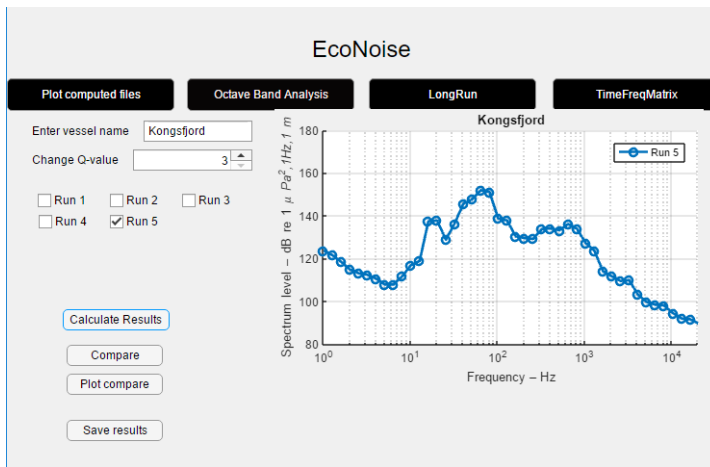 EcoNoise
Plot computed files
Octave Band Analysis
LongRun
TimeFreqMatrix
Enter vessel name
Kongsfjord
Change Q-value
3
Run 1
Run 2
Run 3
Run 4
Run 5
Calculate Results
Compare
Plot compare
Save results
Kongsfjord
Spectrum level – dB re 1 μ Pa²,1Hz,1 m
180
160
140
120
100
80
Run 5
10⁰
10¹
10²
10³
10⁴
Frequency – Hz